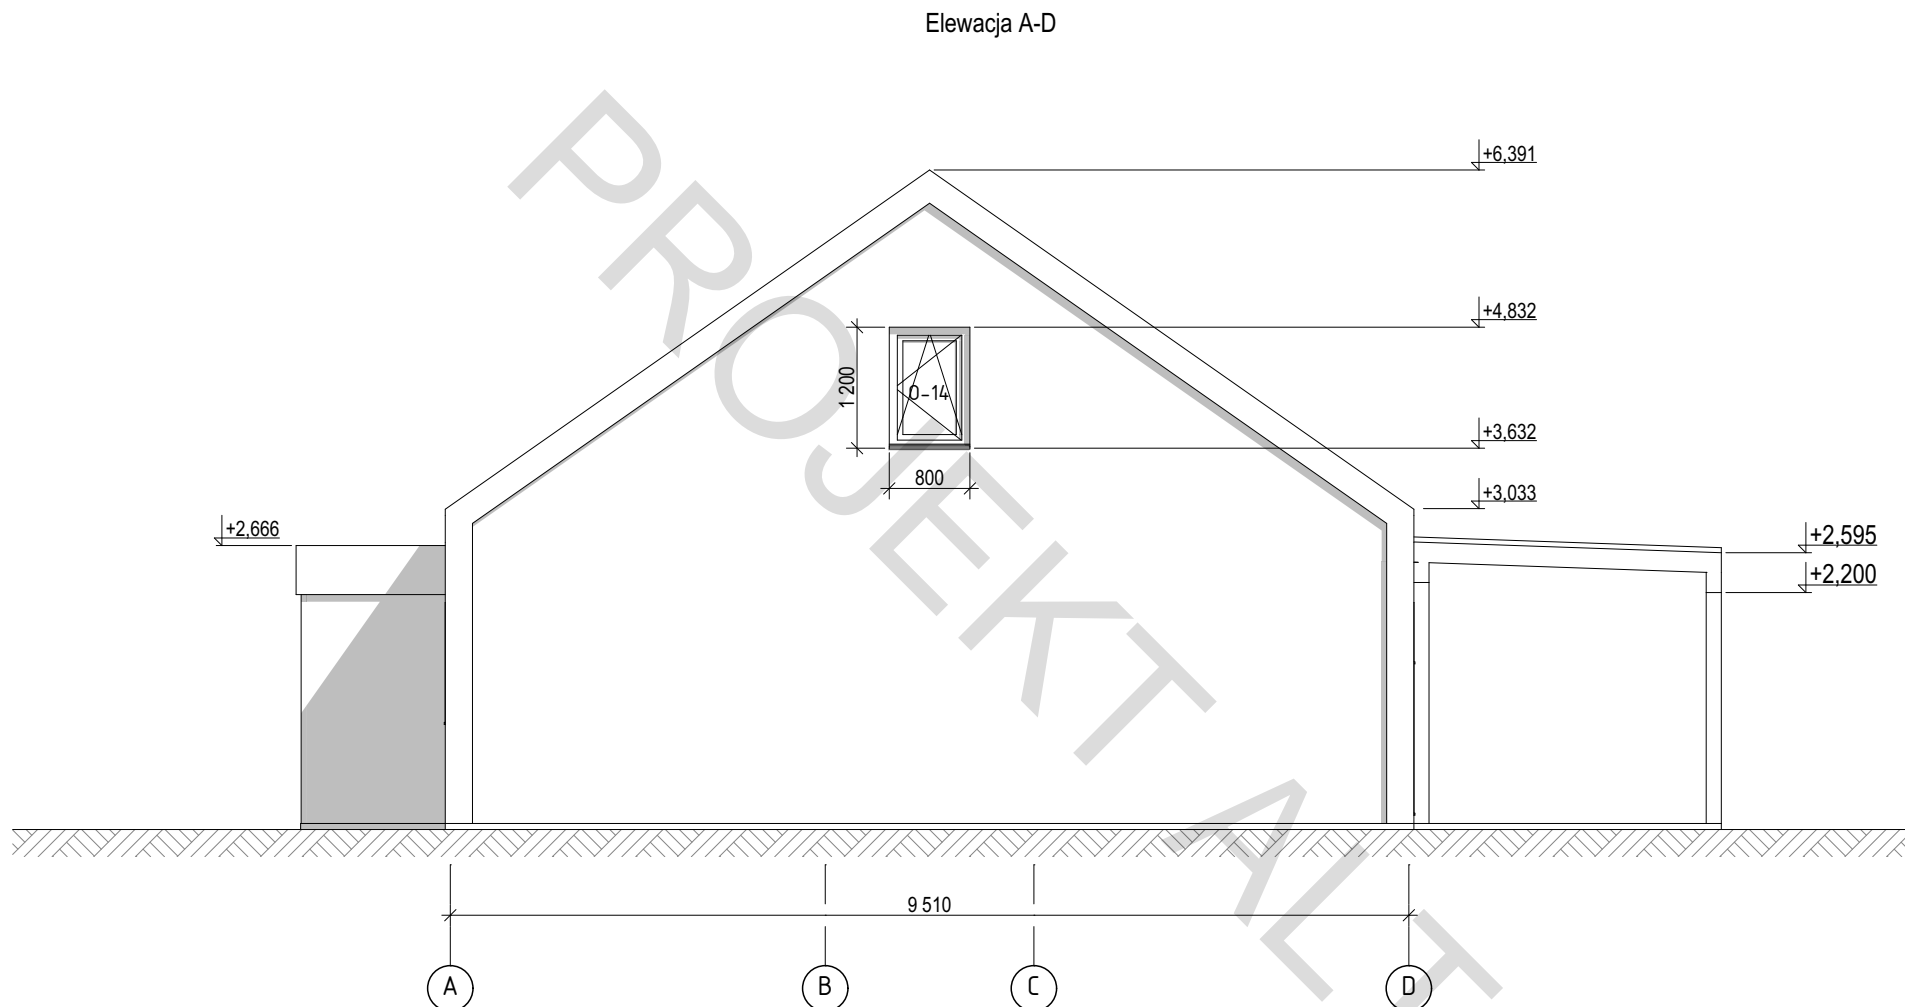 Elewacja A-D
+6,391
+4,832
1 200
O-14
+3,632
800
+3,033
+2,666
+2,595
+2,200
9 510
A
B
C
D
PROJEKT ALT